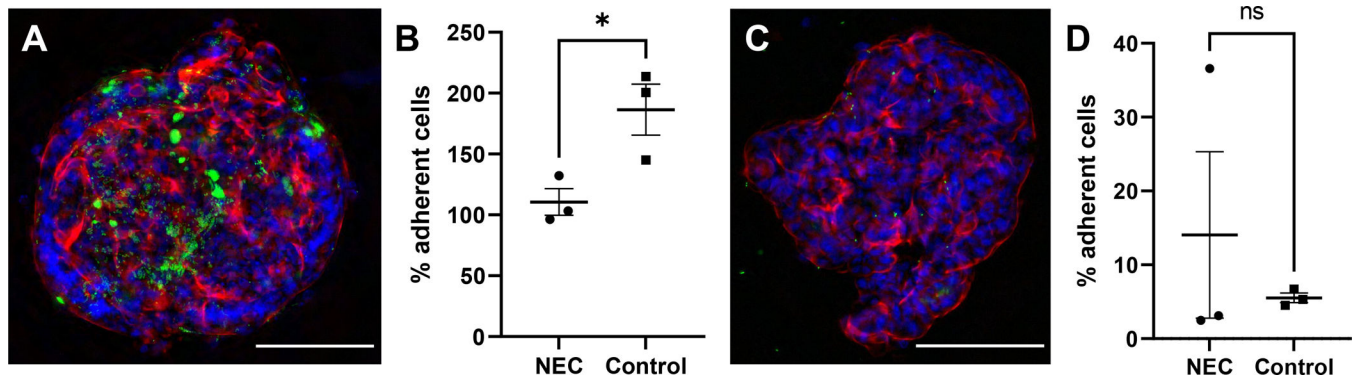 A
B
% adherent cells
250
200
150
100
50
0
*
NEC
Control
C
D
% adherent cells
40
30
20
10
0
ns
NEC
Control